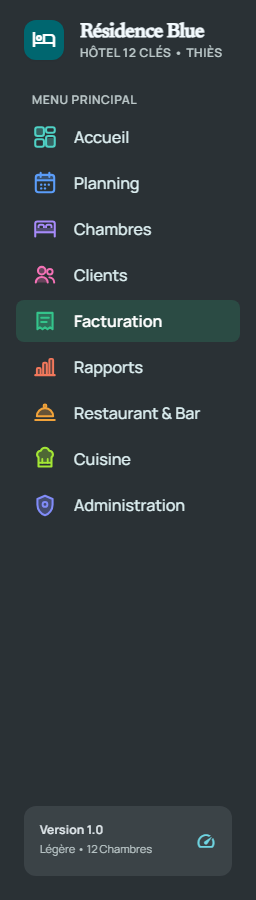 Résidence Blue
HÔTEL 12 CLÉS • THIÈS
MENU PRINCIPAL
Accueil
Planning
Chambres
Clients
Facturation
Rapports
Restaurant & Bar
Cuisine
Administration
Version 1.0
Légère • 12 Chambres